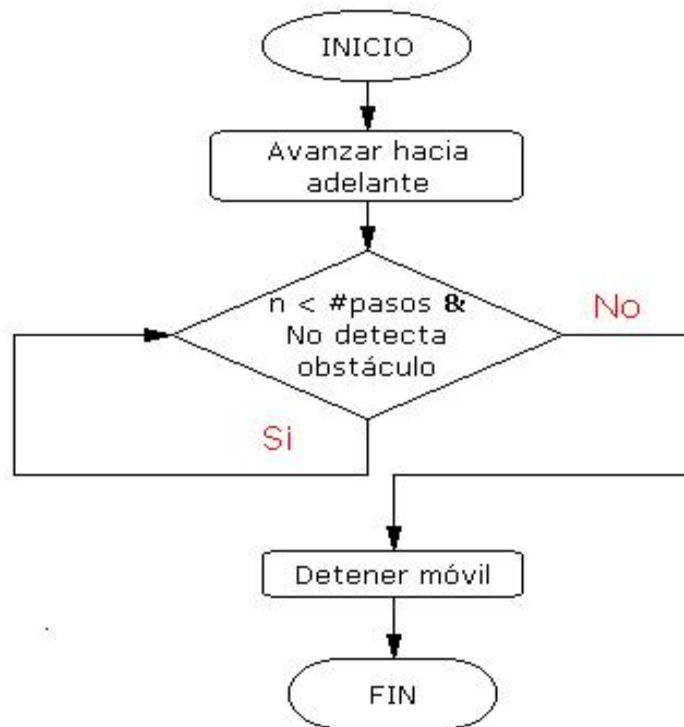 INICIO
Avanzar hacia
adelante
n < #pasos &
No detecta
obstáculo
No
Si
Detener móvil
FIN